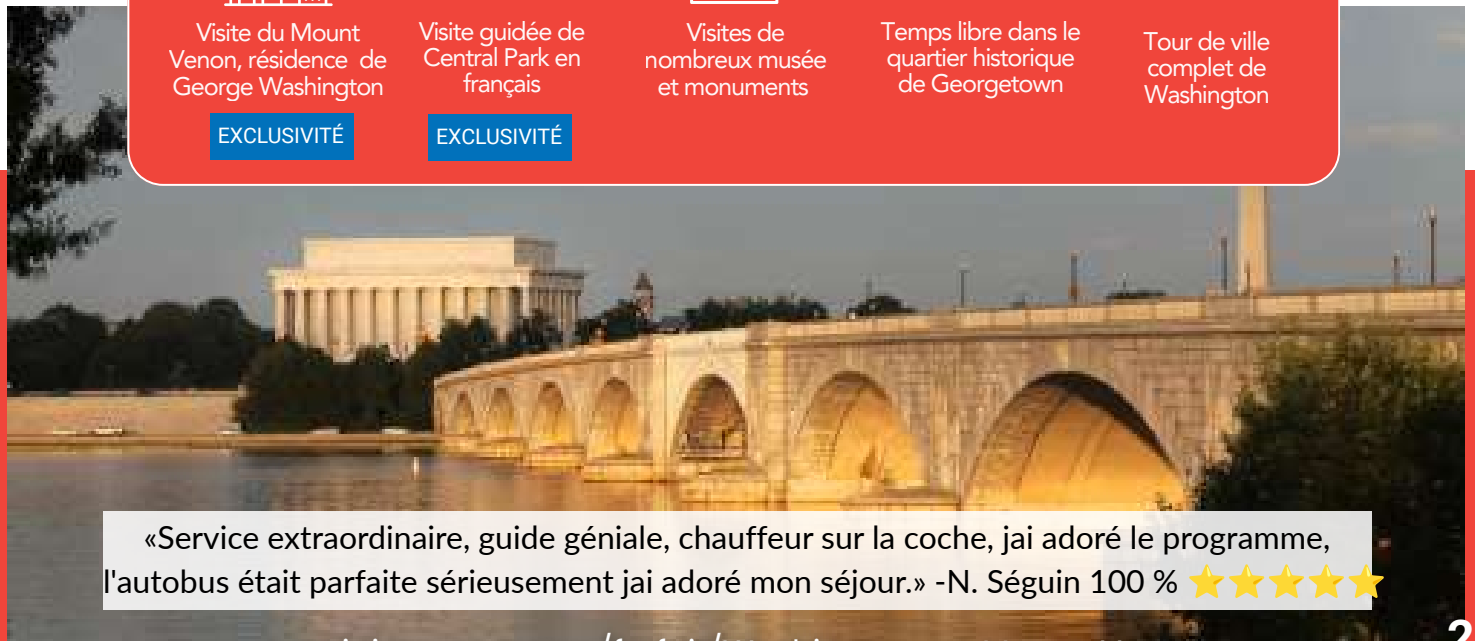 Visite du Mount
Venon, résidence de
George Washington
EXCLUSIVITÉ
Visite guidée de
Central Park en
français
EXCLUSIVITÉ
Visites de
nombreux musée
et monuments
Temps libre dans le
quartier historique
de Georgetown
Tour de ville
complet de
Washington
«Service extraordinaire, guide géniale, chauffeur sur la coche, jai adoré le programme,
l'autobus était parfaite sérieusement jai adoré mon séjour.» -N. Séguin 100 % ⭐⭐⭐⭐⭐
2